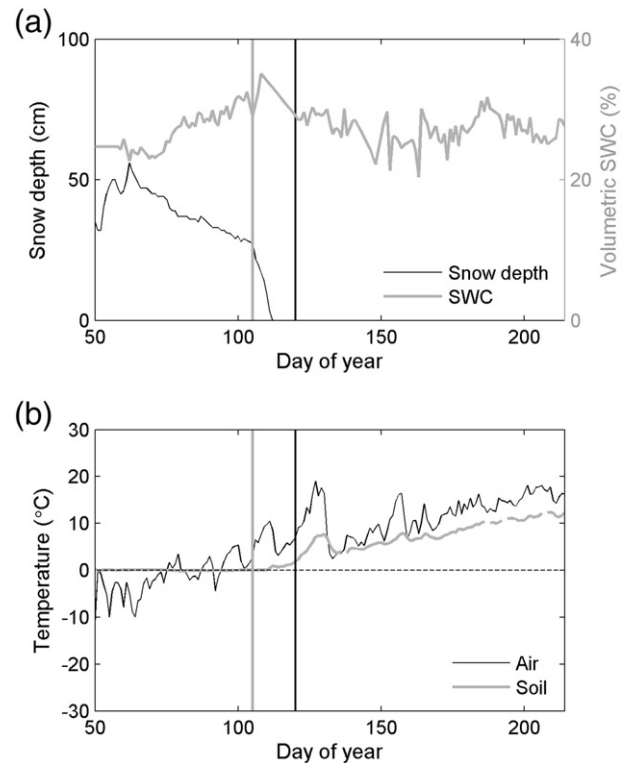 (a)
100
50
0
Snow depth (cm)
40
20
0
Volumetric SWC (%)
Snow depth
SWC
50
100
150
200
Day of year
(b)
30
20
10
0
-10
-20
-30
Temperature (°C)
Air
Soil
50
100
150
200
Day of year